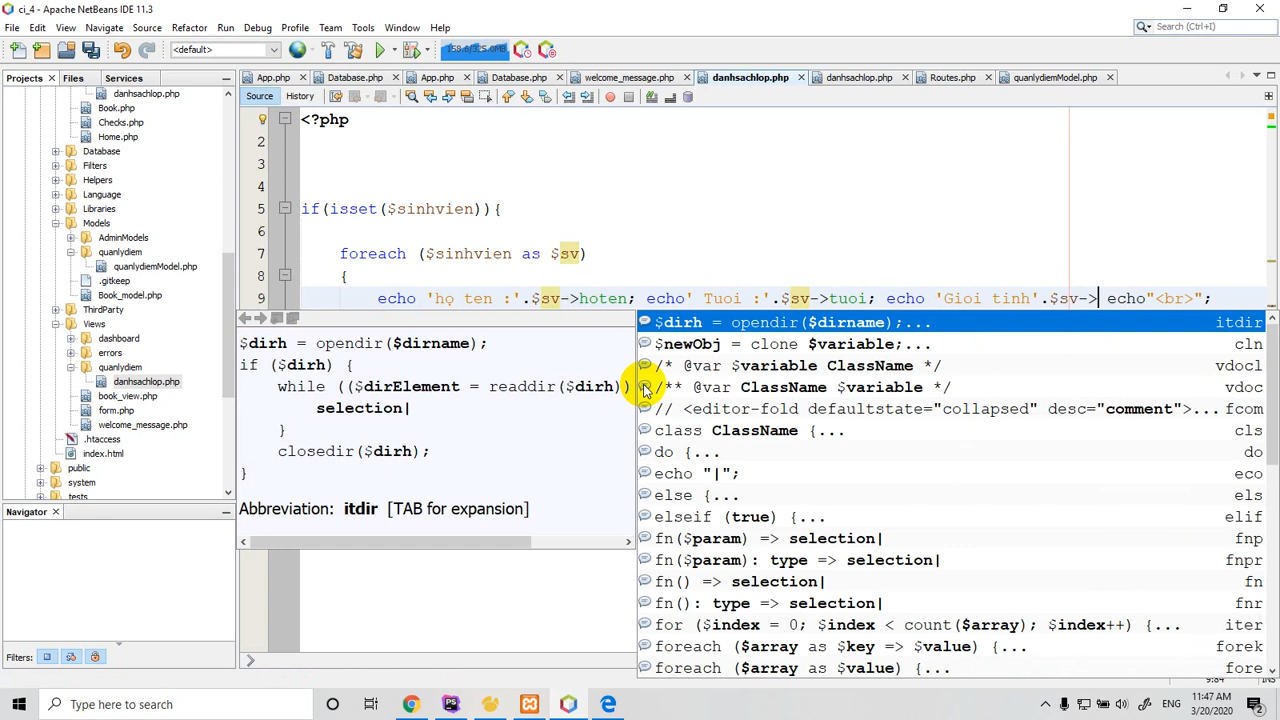 ci_4 - Apache NetBeans IDE 11.3
File Edit View Navigate Source Refactor Run Debug Profile Team Tools Window Help
Search (Ctrl+I)
<default>
158.6/325.0MB
Projects Files Services
App.php Database.php App.php Database.php welcome_message.php danhsachlop.php danhsachlop.php Routes.php quanlydiemModel.php
Source History
danhsachlop.php
Book.php
Checks.php
Home.php
Database
Filters
Helpers
Language
Libraries
Models
AdminModels
quanlydiem
quanlydiemModel.php
.gitkeep
Book_model.php
ThirdParty
Views
dashboard
errors
quanlydiem
danhsachlop.php
book_view.php
form.php
welcome_message.php
.htaccess
index.html
public
system
tests
Navigator
Filters:
<?php
2
3
4
5 if(isset($sinhvien)){
6
7 foreach ($sinhvien as $sv)
8 {
9 echo 'họ ten :'.$sv->hoten; echo' Tuoi :'.$sv->tuoi; echo 'Gioi tinh'.$sv-> echo"<br>";
$dirh = opendir($dirname);
if ($dirh) {
while (($dirElement = readdir($dirh))
selection|
}
closedir($dirh);
}
Abbreviation: itdir [TAB for expansion]
$dirh = opendir($dirname);... itdir
$newObj = clone $variable;... cln
/* @var $variable ClassName */ vdocl
/** @var ClassName $variable */ vdoc
// <editor-fold defaultstate="collapsed" desc="comment">... fcom
class ClassName {... cls
do {... do
echo "|"; eco
else {... els
elseif (true) {... elif
fn($param) => selection| fnp
fn($param): type => selection| fnpr
fn() => selection| fn
fn(): type => selection| fnr
for ($index = 0; $index < count($array); $index++) {... iter
foreach ($array as $key => $value) {... forek
foreach ($array as $value) {... fore
9:84 INS
Type here to search
ENG
11:47 AM
3/20/2020
2